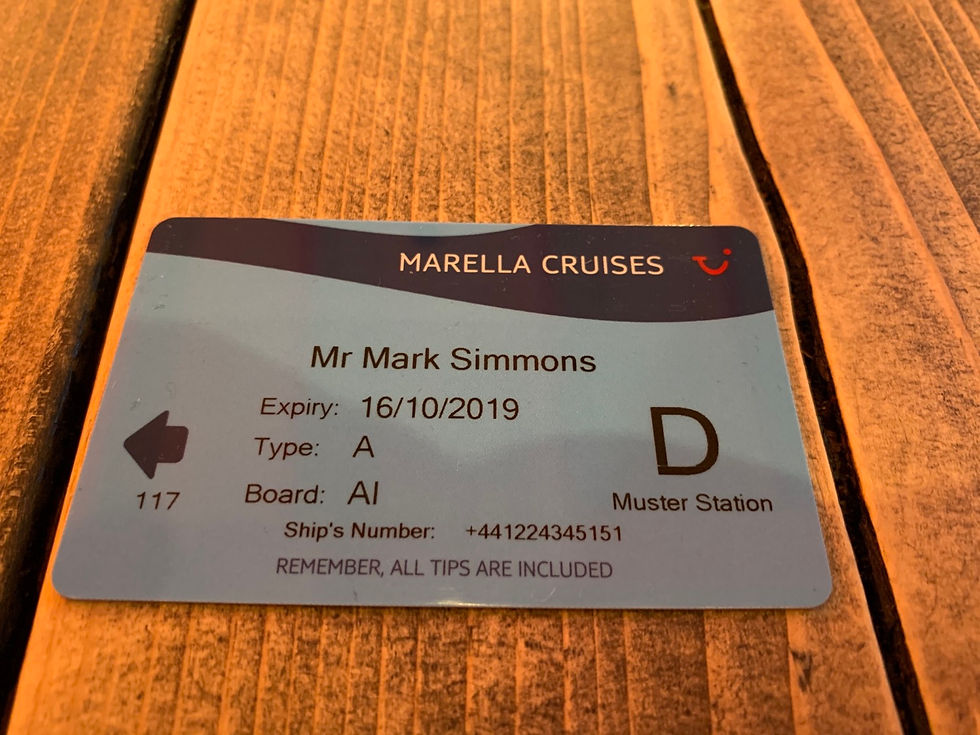 MARELLA CRUISES
Mr Mark Simmons
Expiry: 16/10/2019
Type: A
Board: AI
D
Muster Station
117
Ship's Number: +441224345151
REMEMBER, ALL TIPS ARE INCLUDED